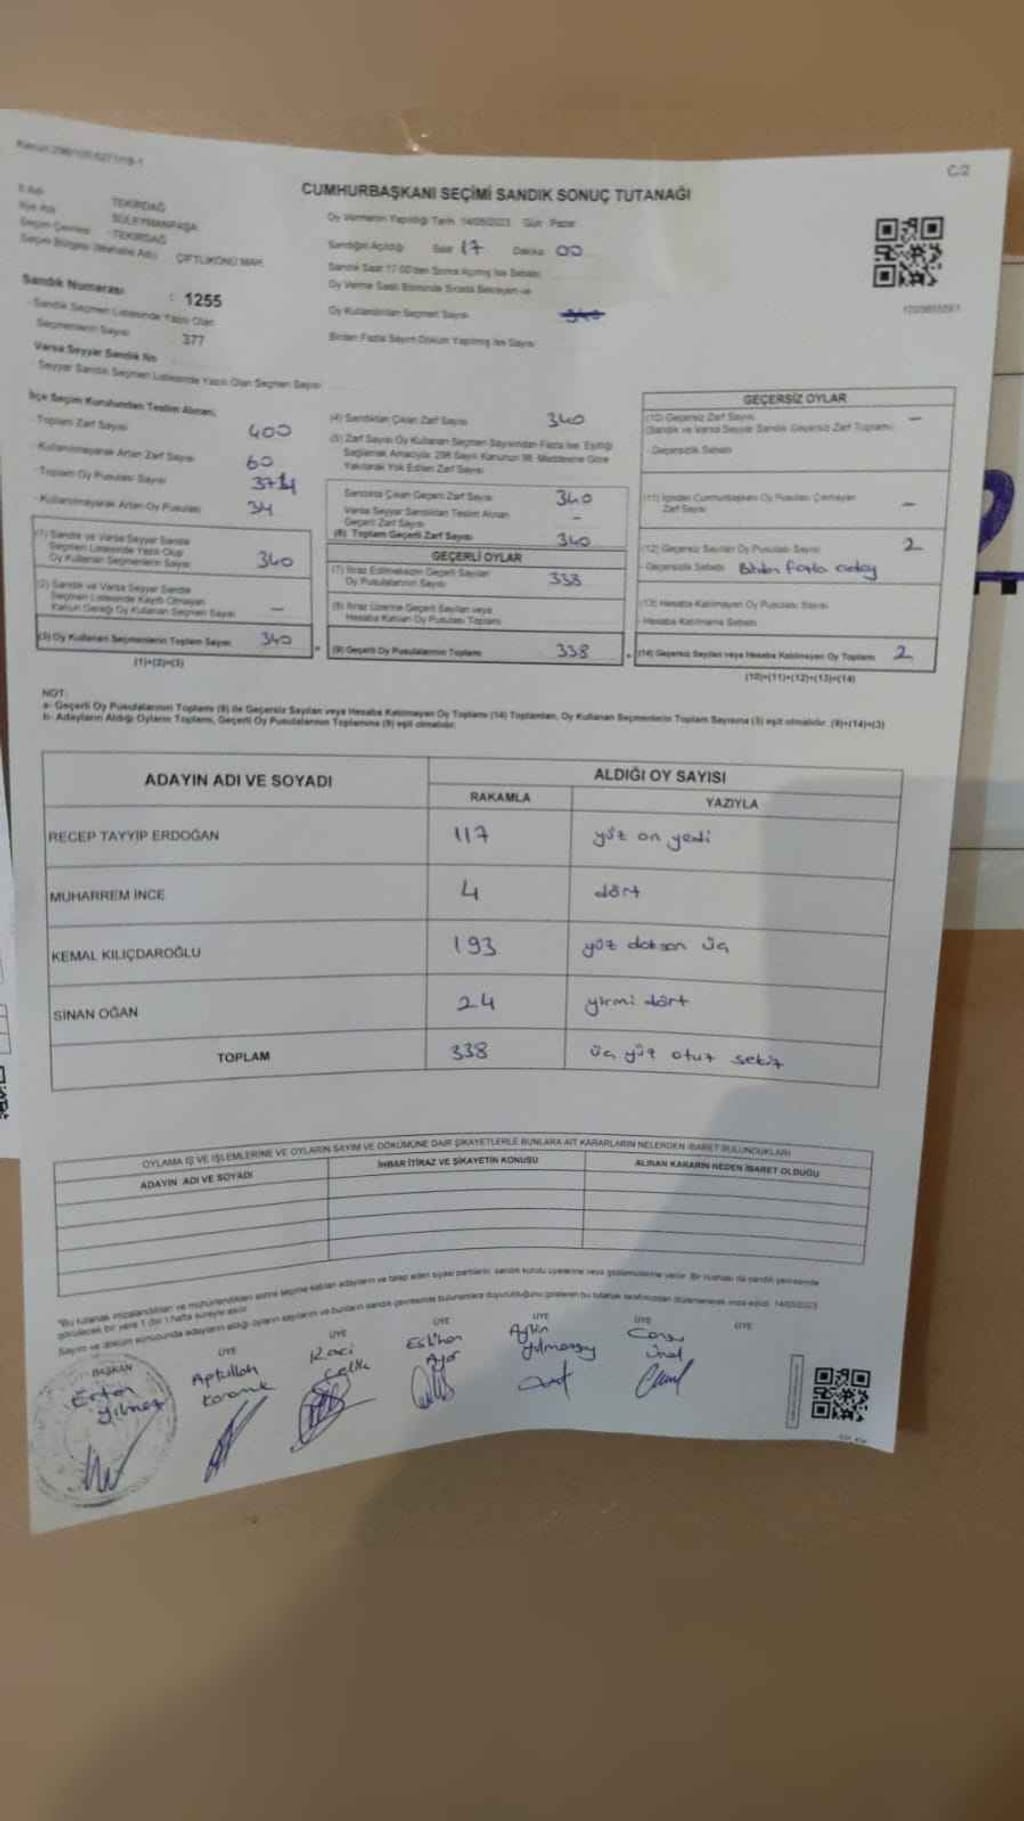 C2
CUMHURBAŞKANI SEÇİMİ SANDIK SONUÇ TUTANAĞI
İl Adı TEKİRDAĞ
İlçe Adı SÜLEYMANPAŞA
Seçim Çevresi TEKİRDAĞ
Seçim Bölgesi (Mahalle Adı) ÇİFTLİKÖNÜ MAH.
Sandık Numarası : 1255
Sandık Seçmen Listesinde Yazılı Olan
Seçmenlerin Sayısı 377
Varsa Seyyar Sandık No
Seyyar Sandık Seçmen Listesinde Yazılı Olan Seçmen Sayısı
Oy Vermenin Yapıldığı Tarih 14/05/2023 Gün Pazar
Sandığın Açıldığı Saat 17 Dakika 00
Sandık Saat 17.00'den Sonra Açılmış İse Sebebi
Oy Verme Saati Bitiminde Sırada Bekleyen ve
Oy Kullandırılan Seçmen Sayısı 340
Birden Fazla Sayım Döküm Yapılmış İse Sayısı
İlçe Seçim Kurulundan Teslim Alınan;
- Toplam Zarf Sayısı 400
- Kullanılmayarak Artan Zarf Sayısı 60
- Toplam Oy Pusulası Sayısı
- Kullanılmayarak Artan Oy Pusulası 34
(1) Sandık ve Varsa Seyyar Sandık
Seçmen Listesinde Yazılı Olup
Oy Kullanan Seçmenlerin Sayısı 340
(2) Sandık ve Varsa Seyyar Sandık
Seçmen Listesinde Kayıtlı Olmayan
Kanun Gereği Oy Kullanan Seçmen Sayısı -
(3) Oy Kullanan Seçmenlerin Toplam Sayısı 340
(1)+(2)=(3)
(4) Sandıktan Çıkan Zarf Sayısı 340
(5) Zarf Sayısı Oy Kullanan Seçmen Sayısından Fazla İse, Eşitliği
Sağlamak Amacıyla; 298 Sayılı Kanunun 98. Maddesine Göre
Yakılarak Yok Edilen Zarf Sayısı
Sandıkta Çıkan Geçerli Zarf Sayısı 340
Varsa Seyyar Sandıktan Teslim Alınan
Geçerli Zarf Sayısı -
(6) Toplam Geçerli Zarf Sayısı 340
GEÇERLİ OYLAR
(7) İtiraz Edilmeksizin Geçerli Sayılan
Oy Pusulalarının Sayısı 338
(8) İtiraz Üzerine Geçerli Sayılan veya
Hesaba Katılan Oy Pusulası Toplamı
(9) Geçerli Oy Pusulalarının Toplamı 338
GEÇERSİZ OYLAR
(10) Geçersiz Zarf Sayısı -
(Sandık ve Varsa Seyyar Sandık Geçersiz Zarf Toplamı)
- Geçersizlik Sebebi
(11) İçinden Cumhurbaşkanı Oy Pusulası Çıkmayan
Zarf Sayısı -
(12) Geçersiz Sayılan Oy Pusulası Sayısı 2
- Geçersizlik Sebebi Birden fazla aday
(13) Hesaba Katılmayan Oy Pusulası Sayısı
- Hesaba Katılmama Sebebi
(14) Geçersiz Sayılan veya Hesaba Katılmayan Oy Toplamı 2
(10)+(11)+(12)+(13)=(14)
NOT:
a- Geçerli Oy Pusulalarının Toplamı (9) ile Geçersiz Sayılan veya Hesaba Katılmayan Oy Toplamı (14) Toplamları, Oy Kullanan Seçmenlerin Toplam Sayısına (3) eşit olmalıdır. (9)+(14)=(3)
b- Adayların Aldığı Oyların Toplamı, Geçerli Oy Pusulalarının Toplamına (9) eşit olmalıdır.
ADAYIN ADI VE SOYADI ALDIĞI OY SAYISI
RAKAMLA YAZIYLA
RECEP TAYYİP ERDOĞAN 117 yüz on yedi
MUHARREM İNCE 4 dört
KEMAL KILIÇDAROĞLU 193 yüz doksan üç
SİNAN OĞAN 24 yirmi dört
TOPLAM 338 üç yüz otuz sekiz
OYLAMA İŞ VE İŞLEMLERİNE VE OYLARIN SAYIM VE DÖKÜMÜNE DAİR ŞİKAYETLERLE BUNLARA AİT KARARLARIN NELERDEN İBARET BULUNDUKLARI
ADAYIN ADI VE SOYADI İHBAR İTİRAZ VE ŞİKAYETİN KONUSU ALINAN KARARIN NEDEN İBARET OLDUĞU
BAŞKAN ÜYE ÜYE ÜYE ÜYE ÜYE ÜYE
Yılmaz
Aptullah
Raci
Çelik
Aylin
Ünal